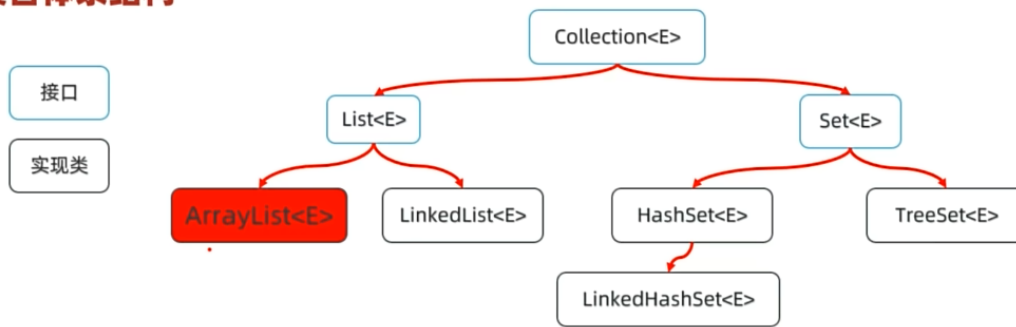 Collection<E>
接口
List<E>
Set<E>
实现类
ArrayList<E>
LinkedList<E>
HashSet<E>
TreeSet<E>
LinkedHashSet<E>